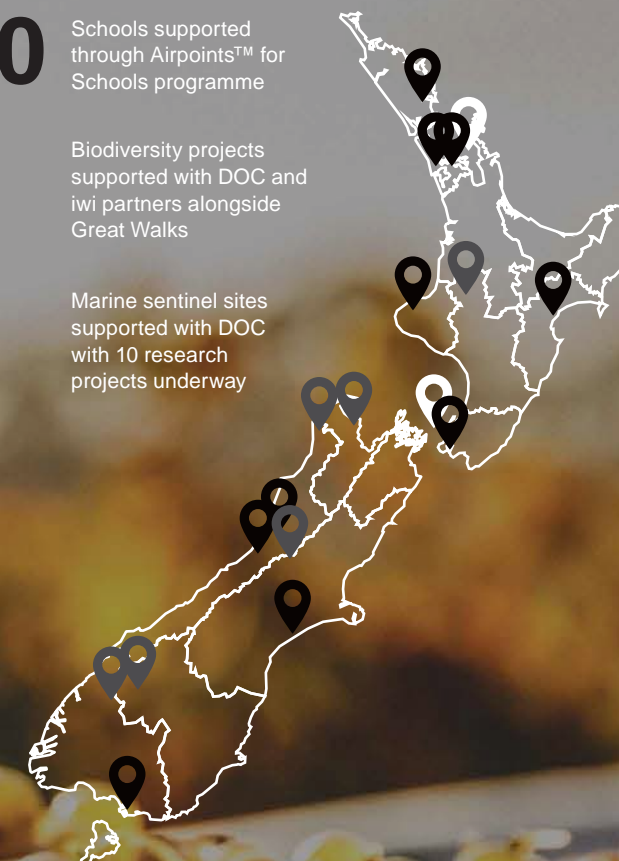 0
Schools supported
through Airpoints™ for
Schools programme
Biodiversity projects
supported with DOC and
iwi partners alongside
Great Walks
Marine sentinel sites
supported with DOC
with 10 research
projects underway